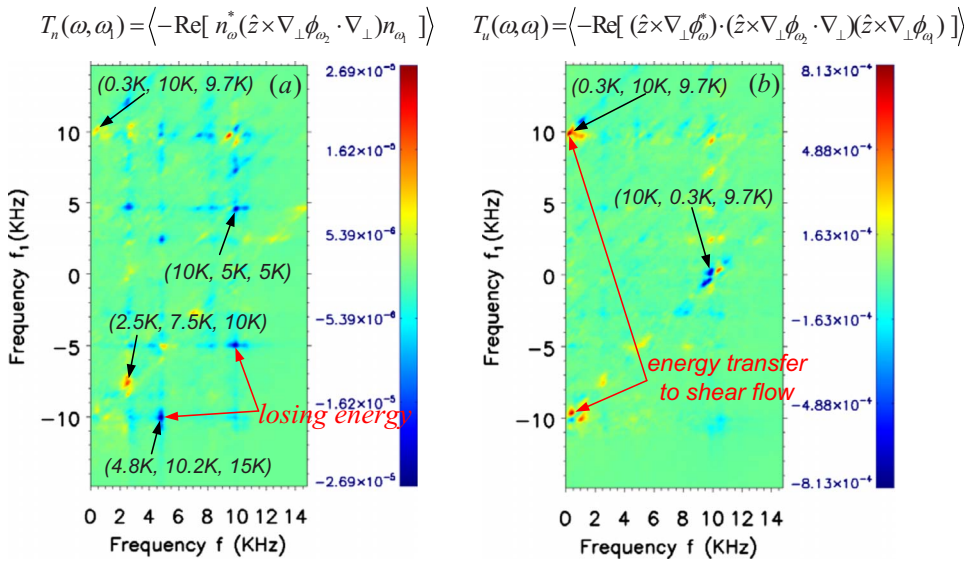 Tₙ(ω,ω₁)=⟨−Re[ n*_ω(ẑ×∇⊥ϕ_ω₂·∇⊥)n_ω₁ ]⟩
T_u(ω,ω₁)=⟨−Re[ (ẑ×∇⊥ϕ*_ω)·(ẑ×∇⊥ϕ_ω₂·∇⊥)(ẑ×∇⊥ϕ_ω₁) ]⟩
(0.3K, 10K, 9.7K)
(a)
10
5
0
-5
-10
Frequency f₁(KHz)
(10K, 5K, 5K)
(2.5K, 7.5K, 10K)
losing energy
(4.8K, 10.2K, 15K)
0 2 4 6 8 10 12 14
Frequency f (KHz)
2.69×10⁻⁵
1.62×10⁻⁵
5.39×10⁻⁶
-5.39×10⁻⁶
-1.62×10⁻⁵
-2.69×10⁻⁵
(0.3K, 10K, 9.7K)
(b)
10
5
0
-5
-10
Frequency f₁(KHz)
(10K, 0.3K, 9.7K)
energy transfer
to shear flow
0 2 4 6 8 10 12 14
Frequency f (KHz)
8.13×10⁻⁴
4.88×10⁻⁴
1.63×10⁻⁴
-1.63×10⁻⁴
-4.88×10⁻⁴
-8.13×10⁻⁴